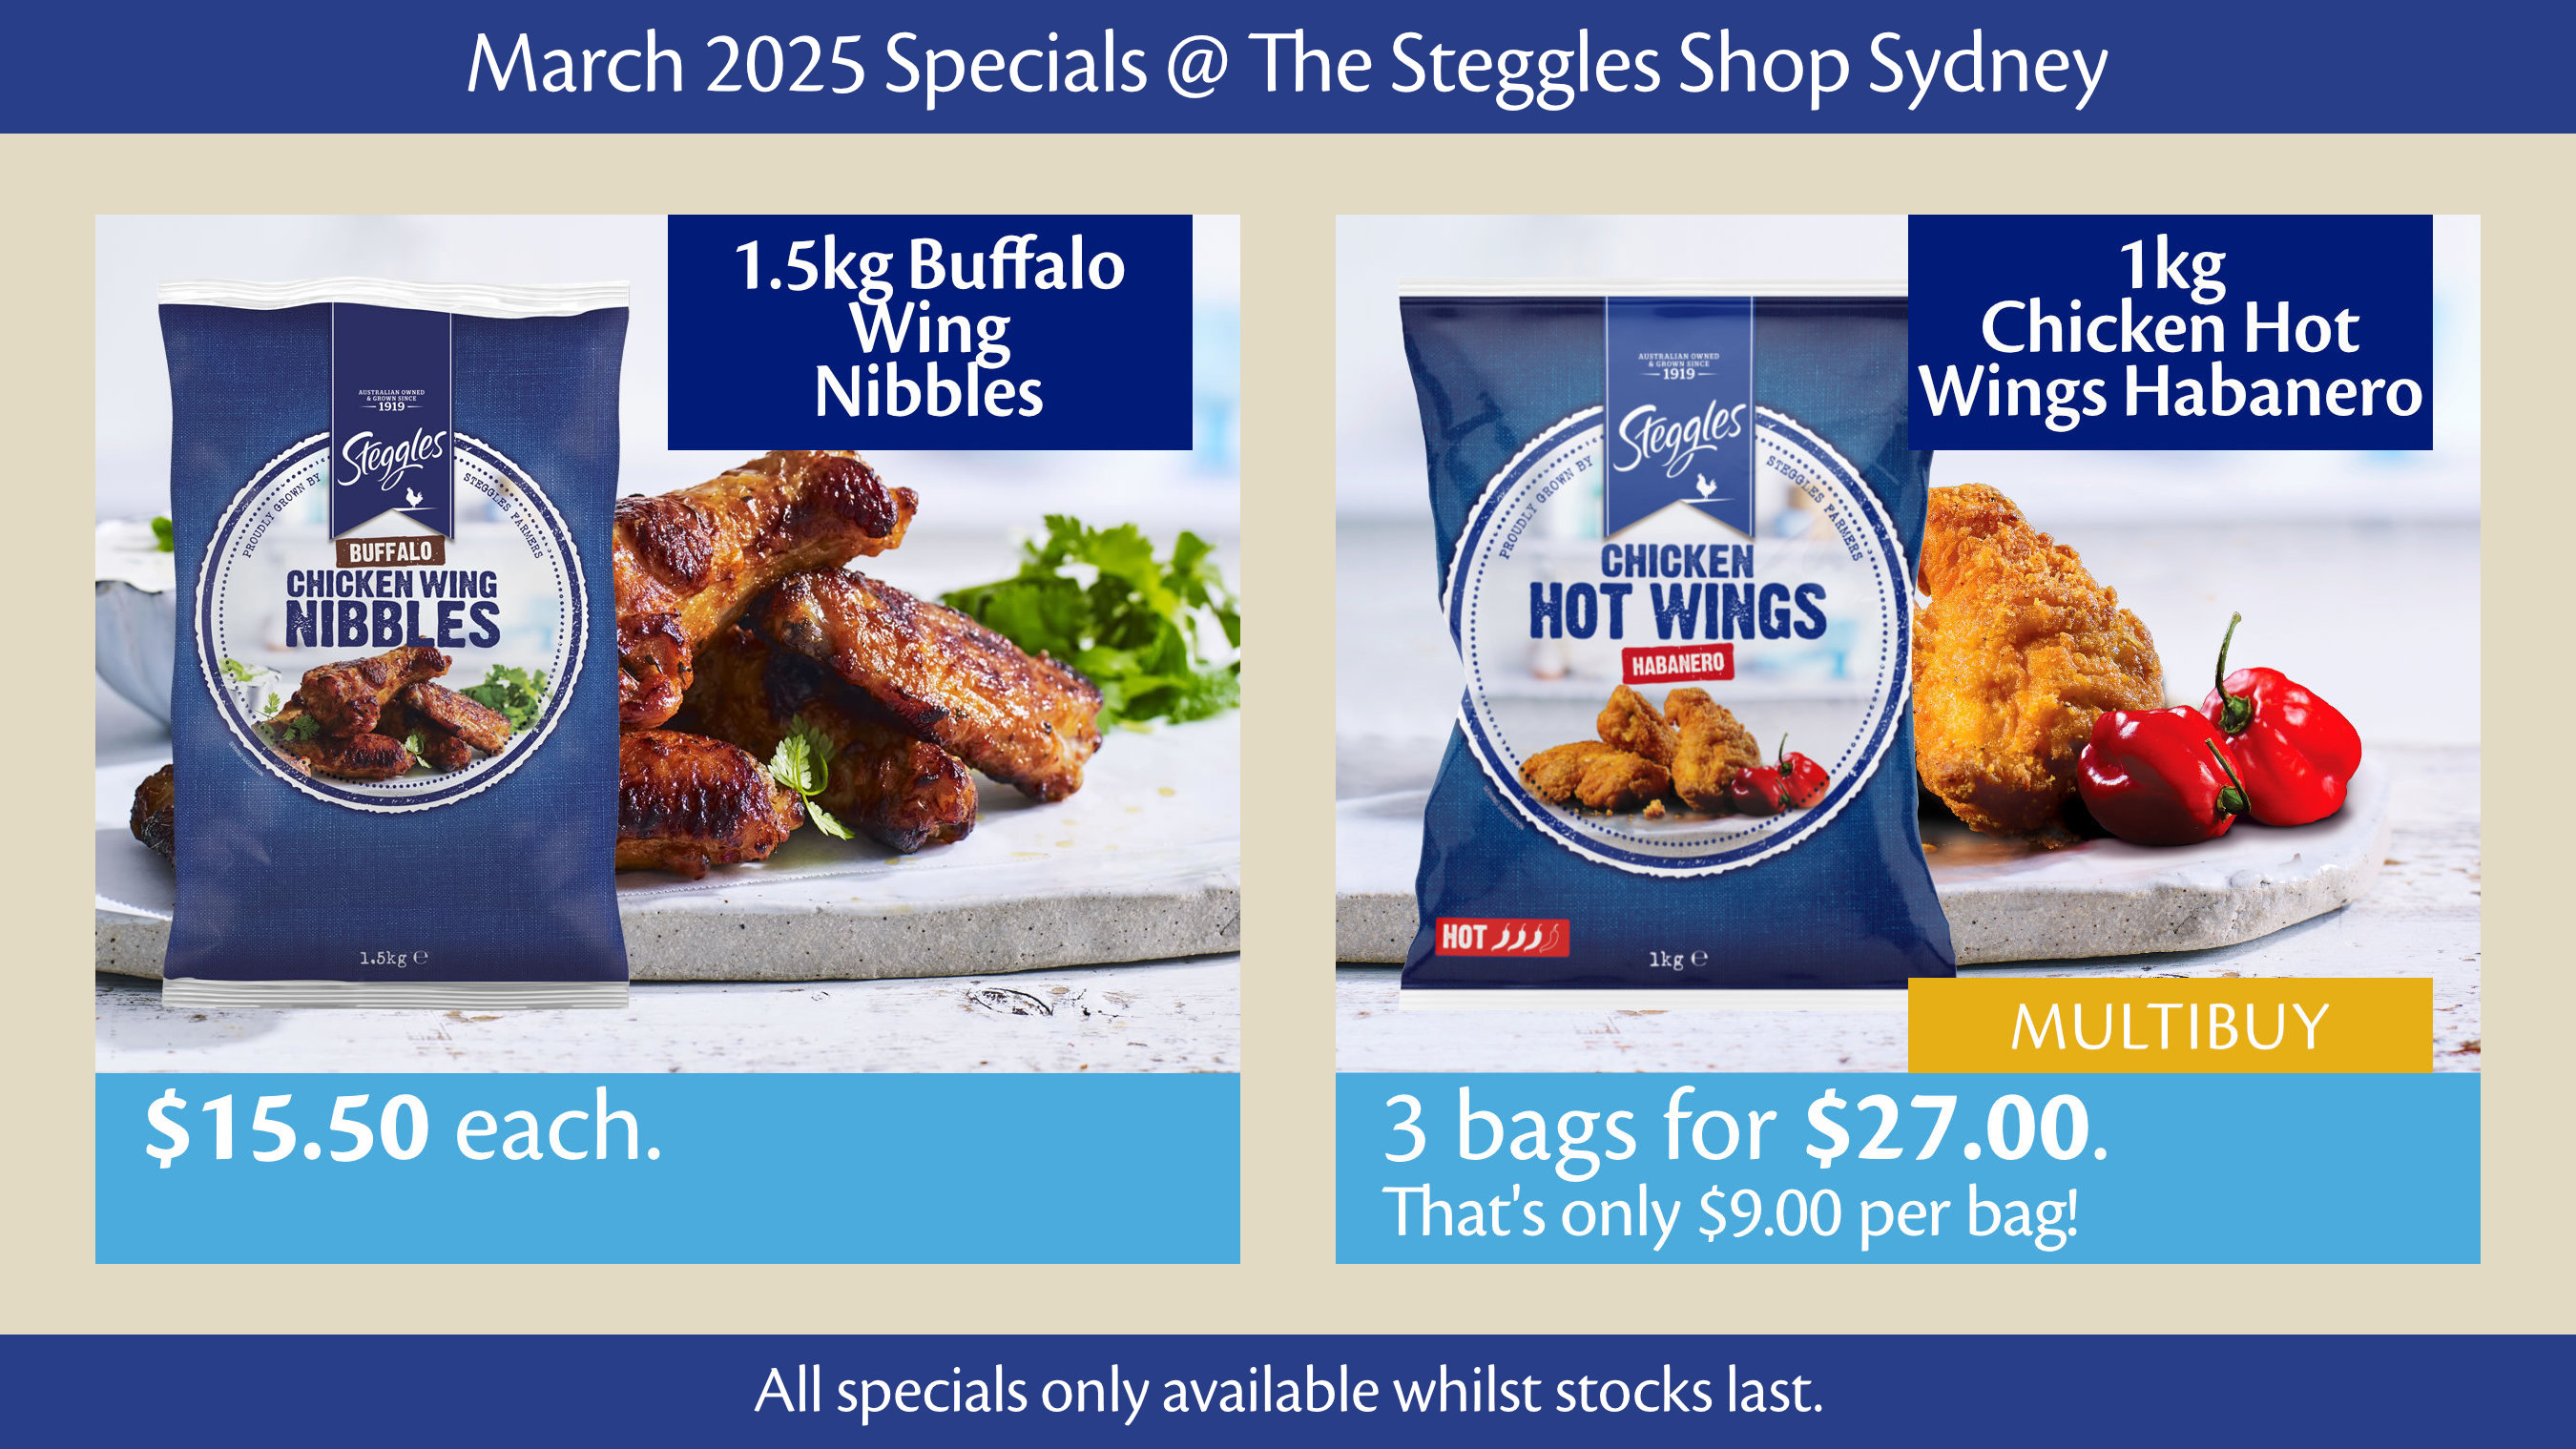 March 2025 Specials @ The Steggles Shop Sydney
1.5kg Buffalo
Wing
Nibbles
AUSTRALIAN OWNED
& GROWN SINCE
1919
Steggles
PROUDLY GROWN BY
STEGGLES FARMERS
BUFFALO
CHICKEN WING
NIBBLES
1.5kg ℮
$15.50 each.
1kg
Chicken Hot
Wings Habanero
AUSTRALIAN OWNED
& GROWN SINCE
1919
Steggles
PROUDLY GROWN BY
STEGGLES FARMERS
CHICKEN
HOT WINGS
HABANERO
HOT
1kg ℮
MULTIBUY
3 bags for $27.00.
That's only $9.00 per bag!
All specials only available whilst stocks last.